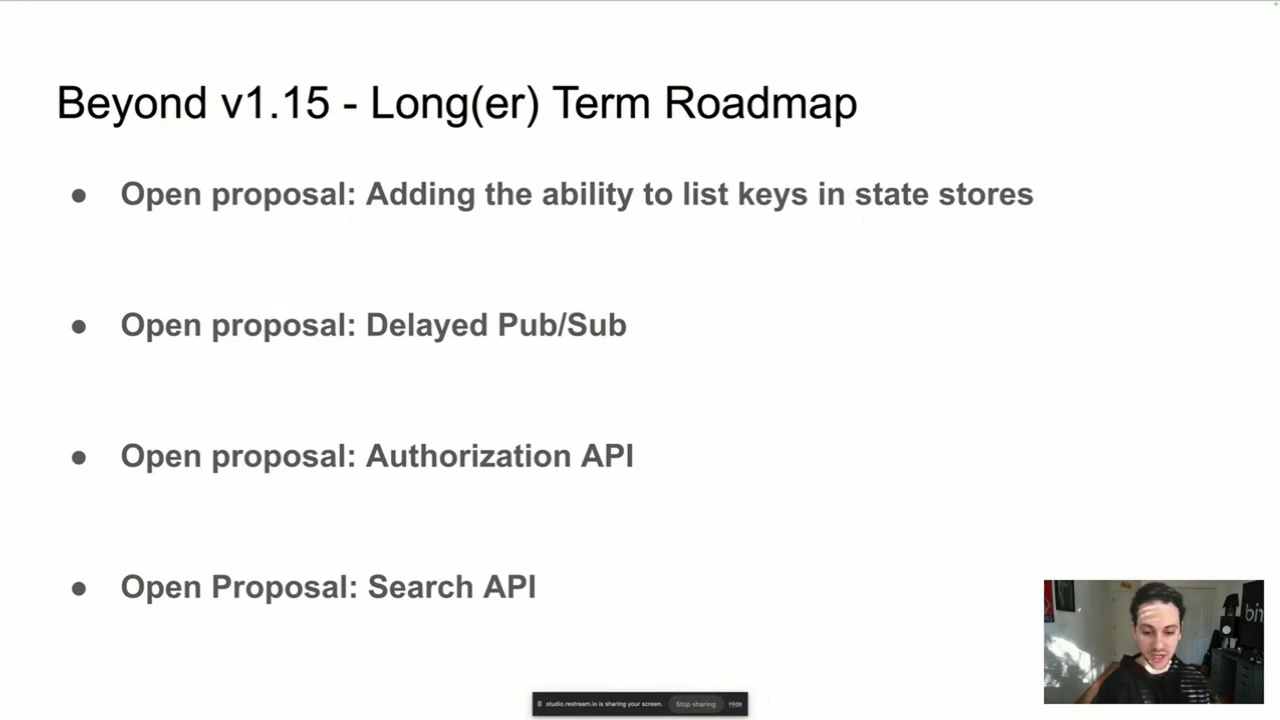 Beyond v1.15 - Long(er) Term Roadmap
● Open proposal: Adding the ability to list keys in state stores
● Open proposal: Delayed Pub/Sub
● Open proposal: Authorization API
● Open Proposal: Search API
studio.restream.io is sharing your screen. Stop sharing Hide